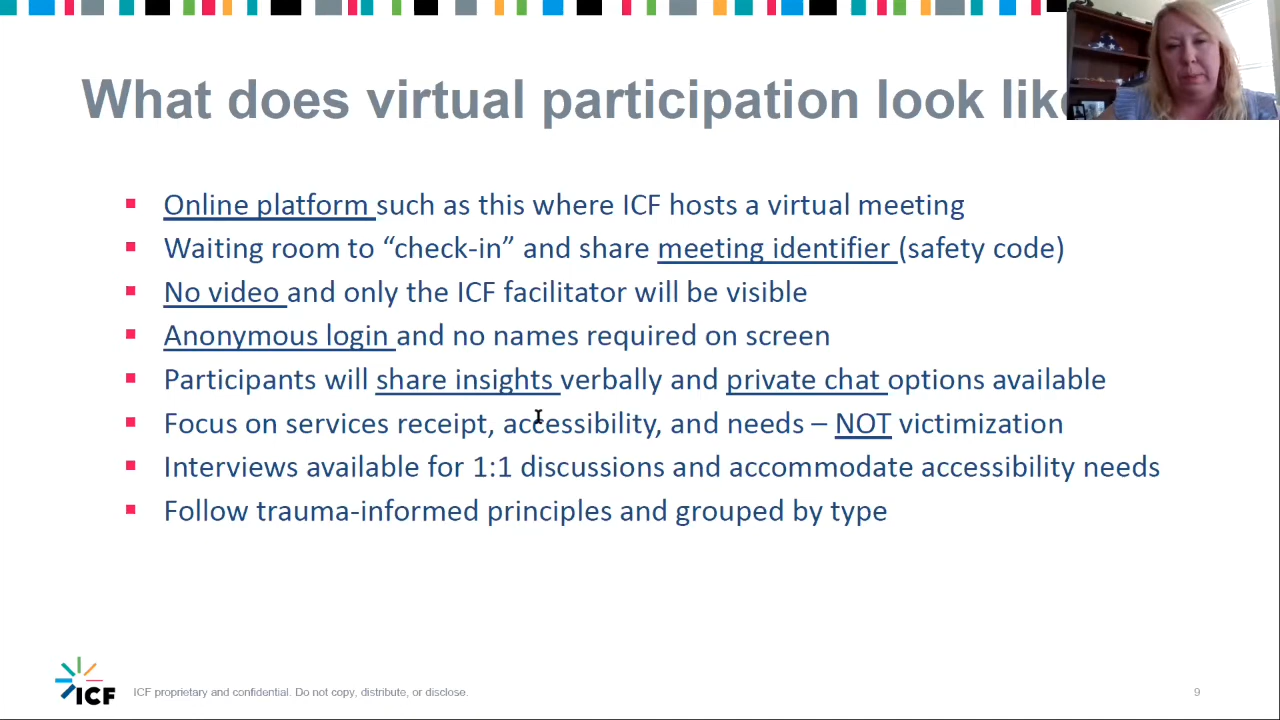 What does virtual participation look like
Online platform such as this where ICF hosts a virtual meeting
Waiting room to “check-in” and share meeting identifier (safety code)
No video and only the ICF facilitator will be visible
Anonymous login and no names required on screen
Participants will share insights verbally and private chat options available
Focus on services receipt, accessibility, and needs – NOT victimization
Interviews available for 1:1 discussions and accommodate accessibility needs
Follow trauma-informed principles and grouped by type
ICF
ICF proprietary and confidential. Do not copy, distribute, or disclose.
9